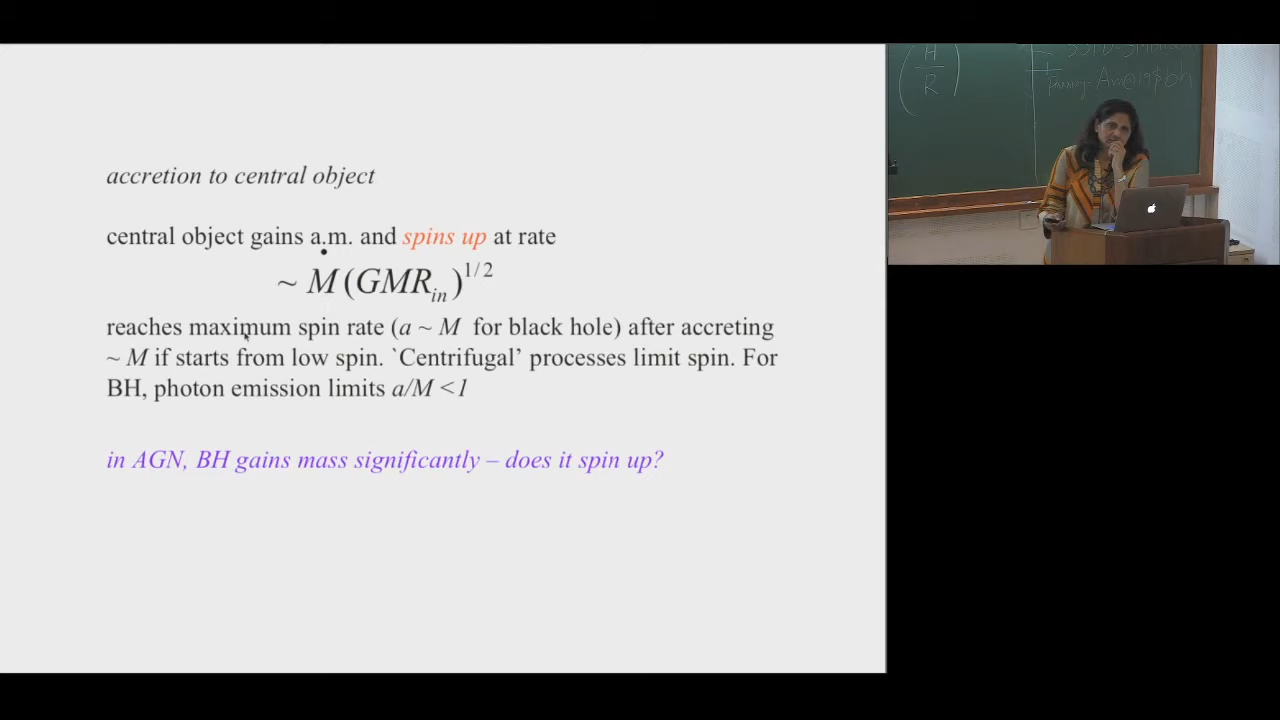 accretion to central object
central object gains a.m. and spins up at rate
~ Ṁ (GMR_in)^1/2
reaches maximum spin rate (a ~ M for black hole) after accreting
~ M if starts from low spin. `Centrifugal' processes limit spin. For
BH, photon emission limits a/M <1
in AGN, BH gains mass significantly – does it spin up?
(H/R)